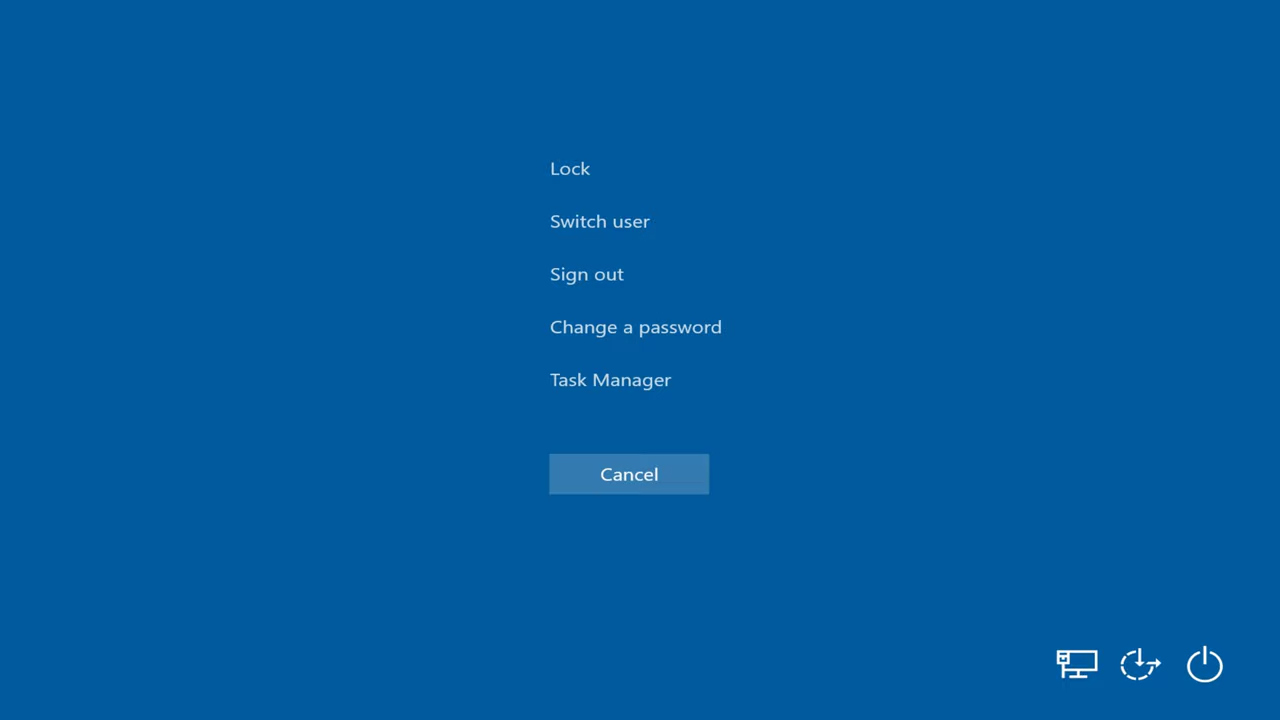 Lock
Switch user
Sign out
Change a password
Task Manager
Cancel